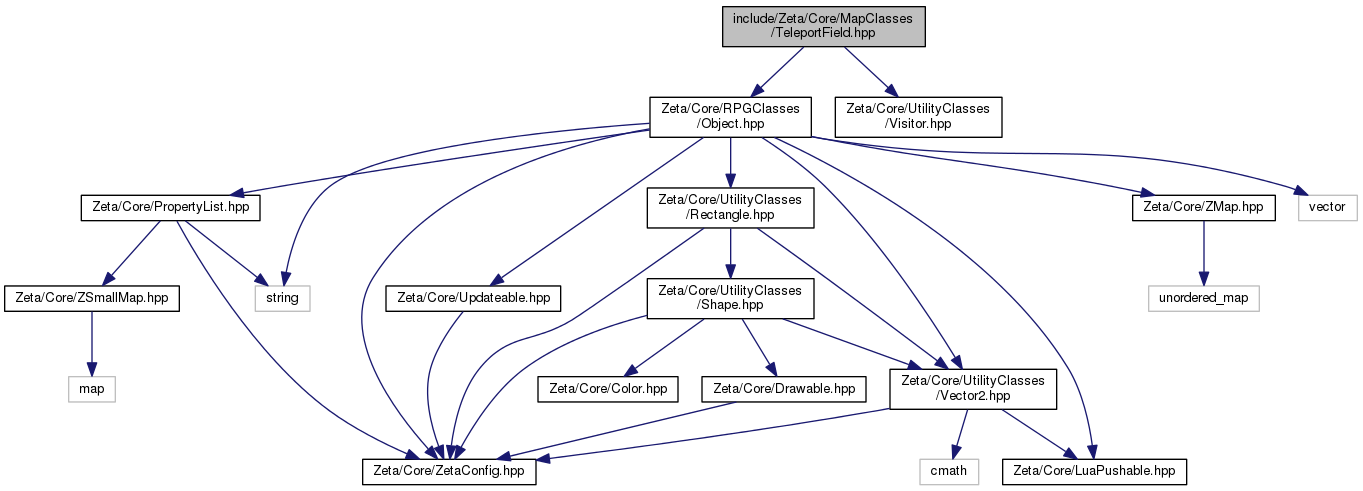 include/Zeta/Core/MapClasses
/TeleportField.hpp
Zeta/Core/RPGClasses
/Object.hpp
Zeta/Core/UtilityClasses
/Visitor.hpp
Zeta/Core/PropertyList.hpp
Zeta/Core/UtilityClasses
/Rectangle.hpp
Zeta/Core/ZMap.hpp
vector
Zeta/Core/ZSmallMap.hpp
string
Zeta/Core/Updateable.hpp
Zeta/Core/UtilityClasses
/Shape.hpp
unordered_map
map
Zeta/Core/Color.hpp
Zeta/Core/Drawable.hpp
Zeta/Core/UtilityClasses
/Vector2.hpp
Zeta/Core/ZetaConfig.hpp
cmath
Zeta/Core/LuaPushable.hpp